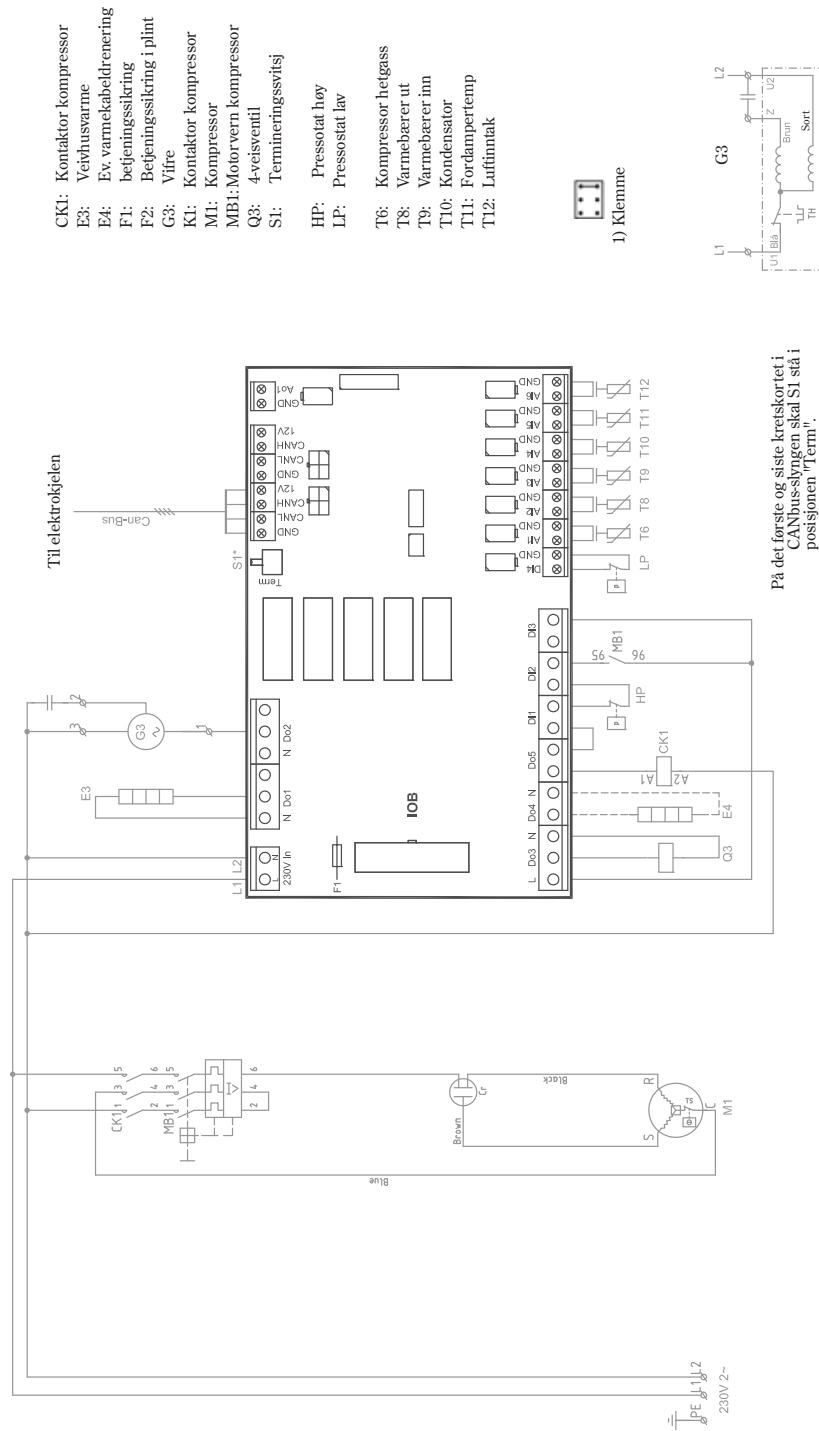 CK1: Kontaktor kompressor
E3: Veivhusvarme
E4: Ev. varmekabeldrenering
F1: betjeningssikring
F2: Betjeningssikring i plint
G3: Vifre
K1: Kontaktor kompressor
M1: Kompressor
MB1: Motorvern kompressor
Q3: 4-veisventil
S1: Termineringssvitsj
HP: Pressotat høy
LP: Pressostat lav
T6: Kompressor hetgass
T8: Varmebærer ut
T9: Varmebærer inn
T10: Kondensator
T11: Fordampertemp
T12: Luftinntak
1) Klemme
G3
L1
L2
U1
Blå
Z
U2
Brun
Sort
TH
Til elektrokjelen
Can-Bus
S1*
Term
GND
CANL
CANH
12V
GND
CANL
CANH
12V
GND
Ao1
E3
G3
3
2
1
L1
L2
L
N
230V In
N
Do1
N
Do2
F1
IOB
L
Do3
N
Do4
N
Do5
DI1
DI2
DI3
DI4
GND
AI1
GND
AI2
GND
AI3
GND
AI4
GND
AI5
GND
AI6
GND
Q3
E4
A1
A2
CK1
P
HP
95
96
MB1
P
LP
T6
T8
T9
T10
T11
T12
På det første og siste kretskortet i
CANbus-slyngen skal S1 stå i
posisjonen "Term".
CK1
1
3
5
2
4
6
MB1
1
3
5
I>
2
4
6
Blue
Brown
Cr
Black
S
R
C
M1
PE
L1
L2
230V 2~